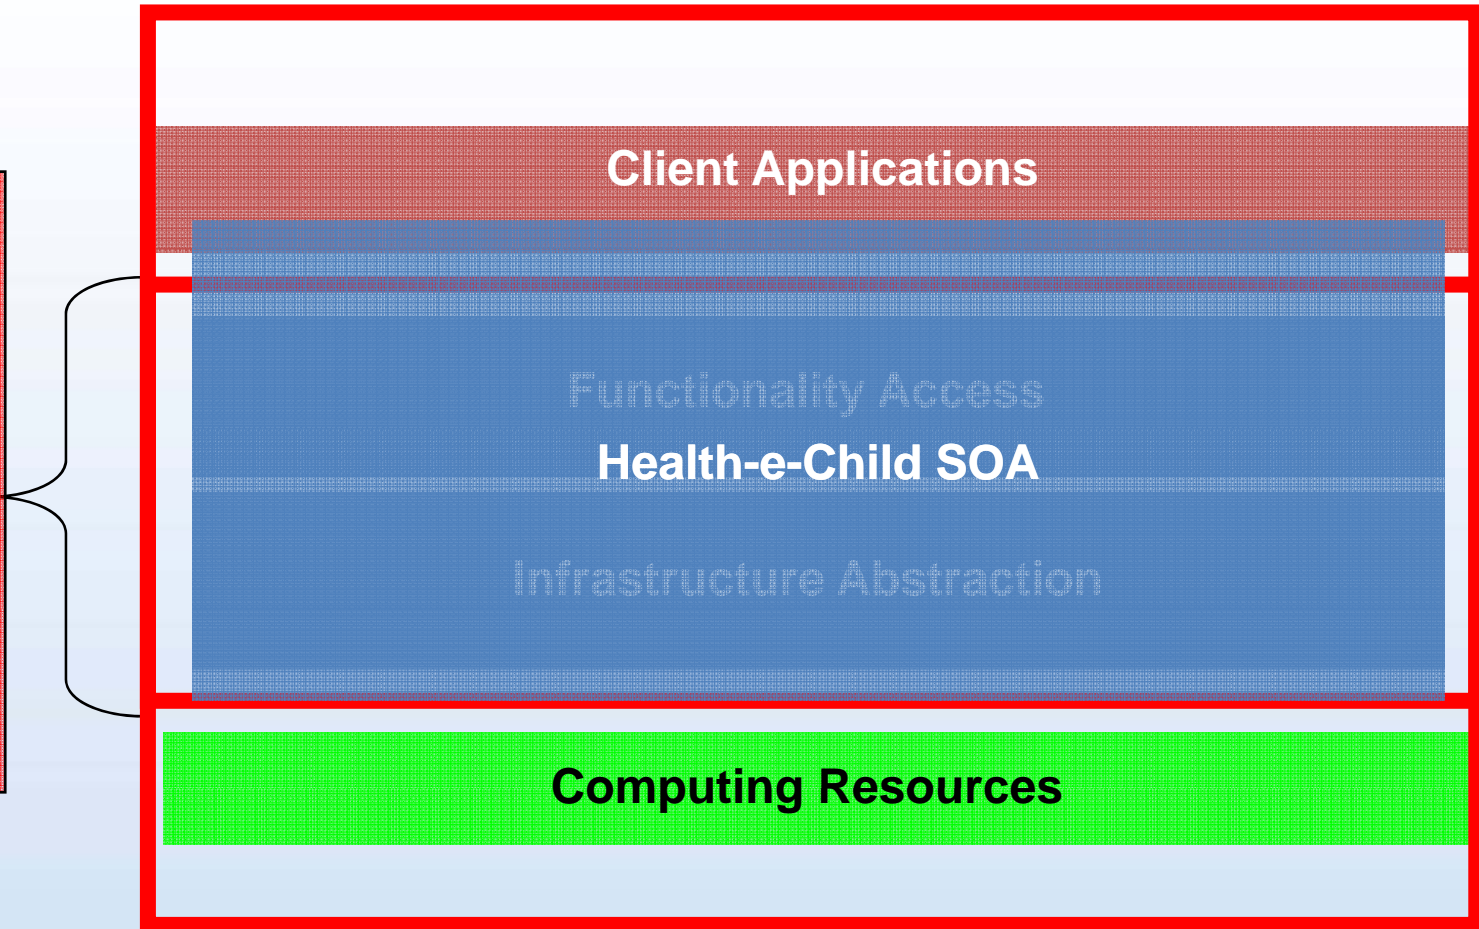 Client Applications
Functionality Access
Health-e-Child SOA
Infrastructure Abstraction
Computing Resources